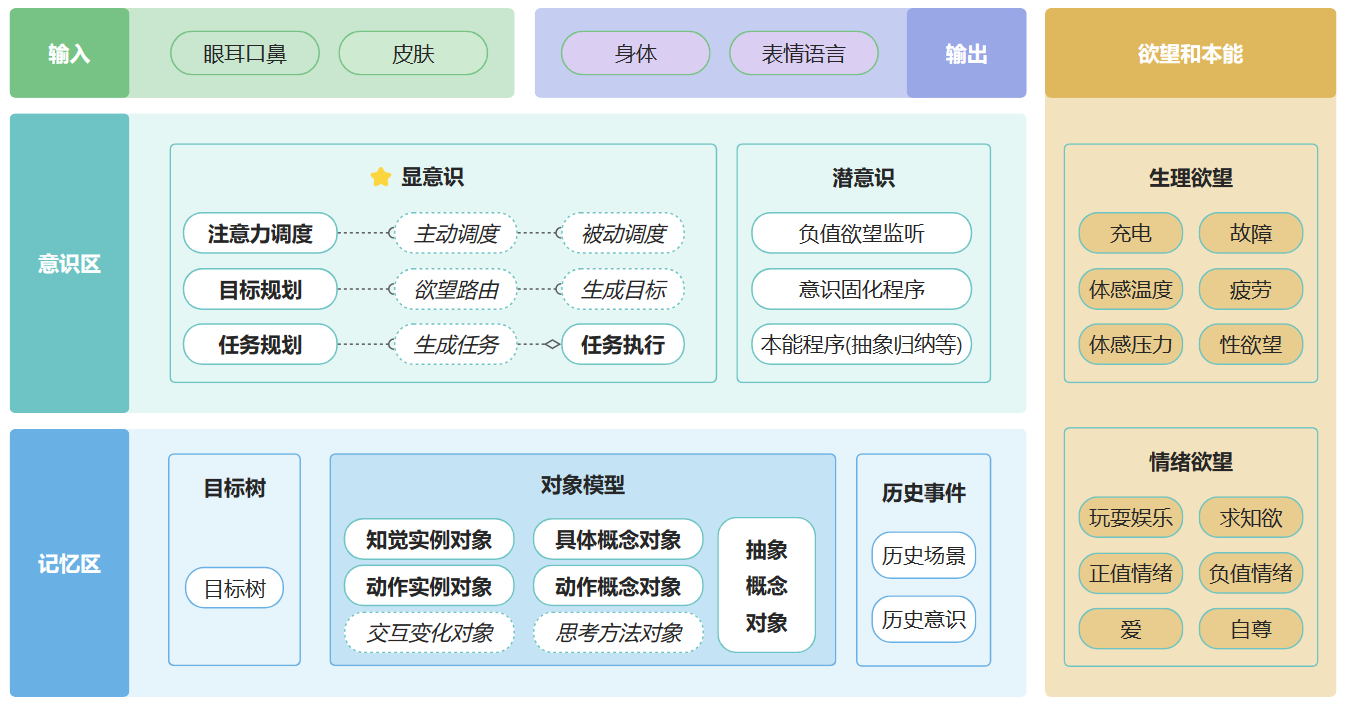 输入
眼耳口鼻
皮肤
身体
表情语言
输出
欲望和本能
意识区
显意识
注意力调度
主动调度
被动调度
目标规划
欲望路由
生成目标
任务规划
生成任务
任务执行
潜意识
负值欲望监听
意识固化程序
本能程序(抽象归纳等)
生理欲望
充电
故障
体感温度
疲劳
体感压力
性欲望
记忆区
目标树
目标树
对象模型
知觉实例对象
具体概念对象
动作实例对象
动作概念对象
交互变化对象
思考方法对象
抽象
概念
对象
历史事件
历史场景
历史意识
情绪欲望
玩耍娱乐
求知欲
正值情绪
负值情绪
爱
自尊